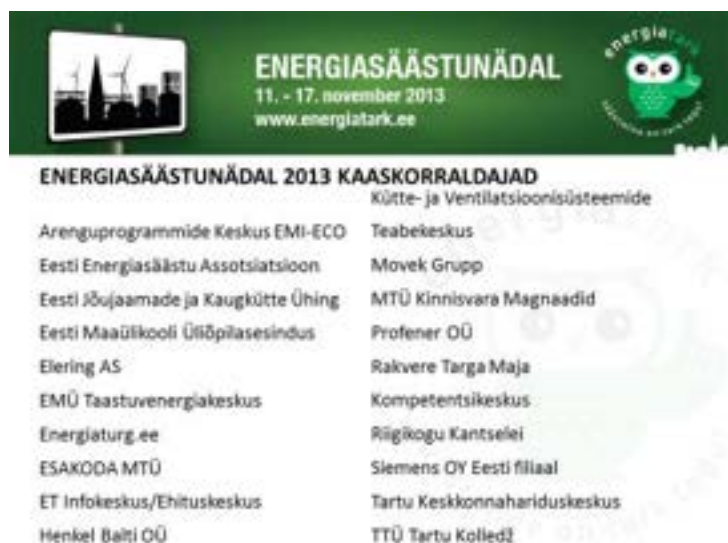 ENERGIASÄÄSTUNÄDAL
11. - 17. november 2013
www.energiatark.ee
energiatark
ENERGIASÄÄSTUNÄDAL 2013 KAASKORRALDAJAD
Arenguprogrammide Keskus EMI-ECO
Eesti Energiasäästu Assotsiatsioon
Eesti Jõujaamade ja Kaugkütte Ühing
Eesti Maaülikooli Üliõpilasesindus
Elering AS
EMÜ Taastuvenergiakeskus
Energiaturg.ee
ESAKODA MTÜ
ET Infokeskus/Ehituskeskus
Henkel Balti OÜ
Kütte- ja Ventilatsioonisüsteemide
Teabekeskus
Movek Grupp
MTÜ Kinnisvara Magnaadid
Profener OÜ
Rakvere Targa Maja
Kompetentsikeskus
Riigikogu Kantselei
Siemens OY Eesti filiaal
Tartu Keskkonnahariduskeskus
TTÜ Tartu Kolledž